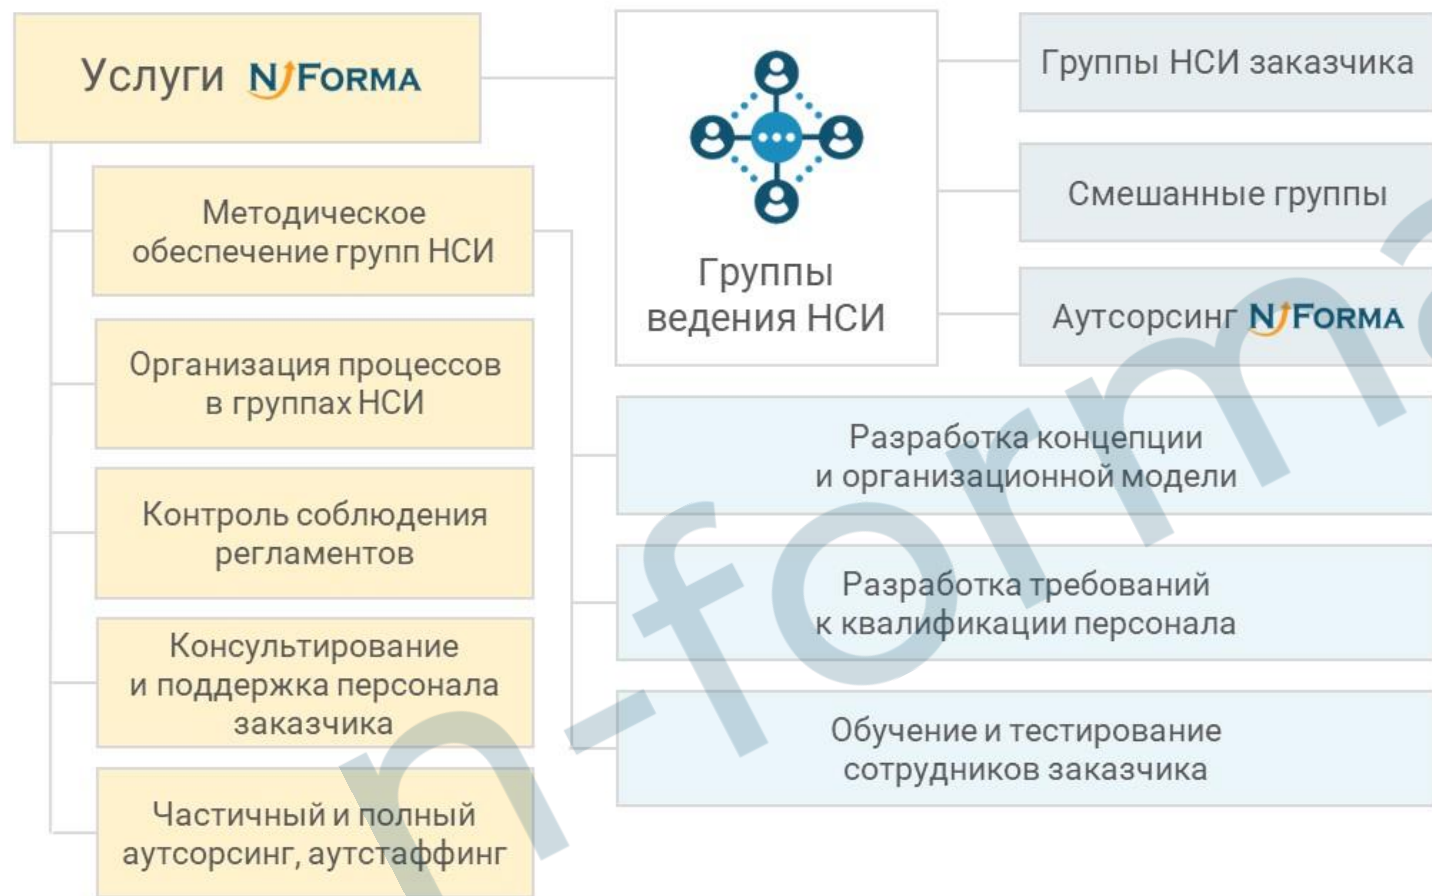 Услуги N FORMA
Методическое
обеспечение групп НСИ
Организация процессов
в группах НСИ
Контроль соблюдения
регламентов
Консультирование
и поддержка персонала
заказчика
Частичный и полный
аутсорсинг, аутстаффинг
Группы
ведения НСИ
Группы НСИ заказчика
Смешанные группы
Аутсорсинг N FORMA
Разработка концепции
и организационной модели
Разработка требований
к квалификации персонала
Обучение и тестирование
сотрудников заказчика
n-forma